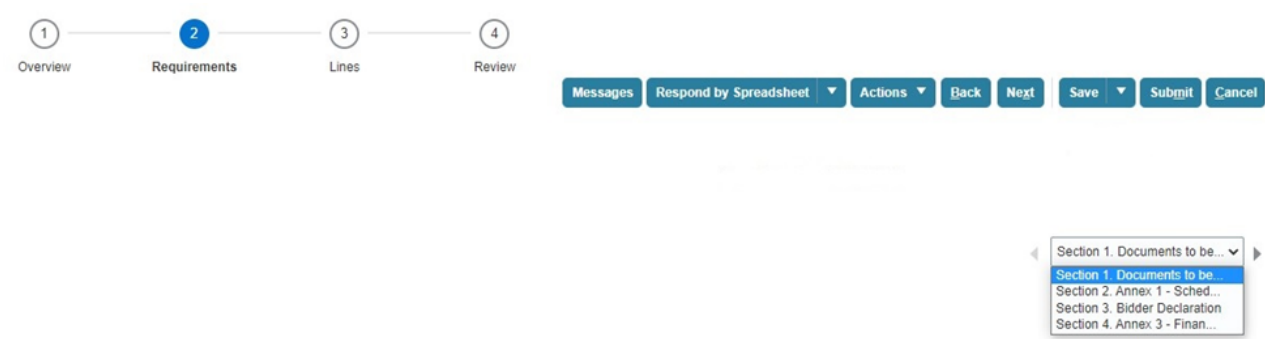 1 2 3 4
Overview Requirements Lines Review
Messages Respond by Spreadsheet Actions Back Next Save Submit Cancel
Section 1. Documents to be...
Section 1. Documents to be...
Section 2. Annex 1 - Sched...
Section 3. Bidder Declaration
Section 4. Annex 3 - Finan...